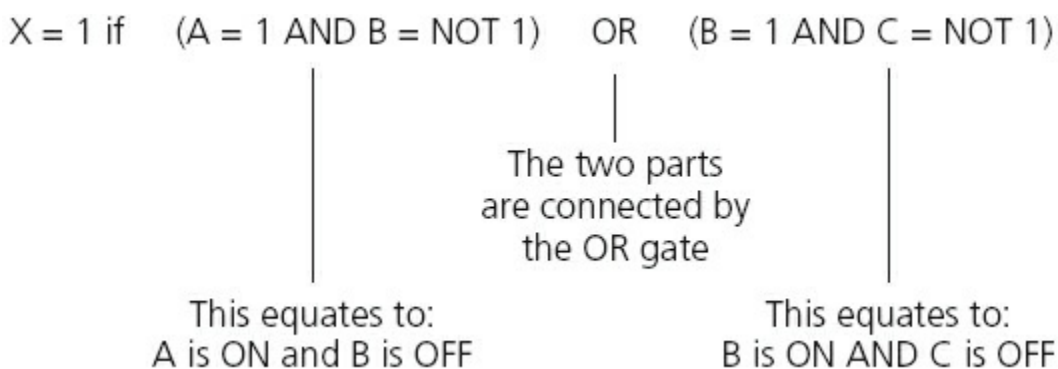 X = 1 if (A = 1 AND B = NOT 1) OR (B = 1 AND C = NOT 1)
The two parts
are connected by
the OR gate
This equates to:
A is ON and B is OFF
This equates to:
B is ON AND C is OFF